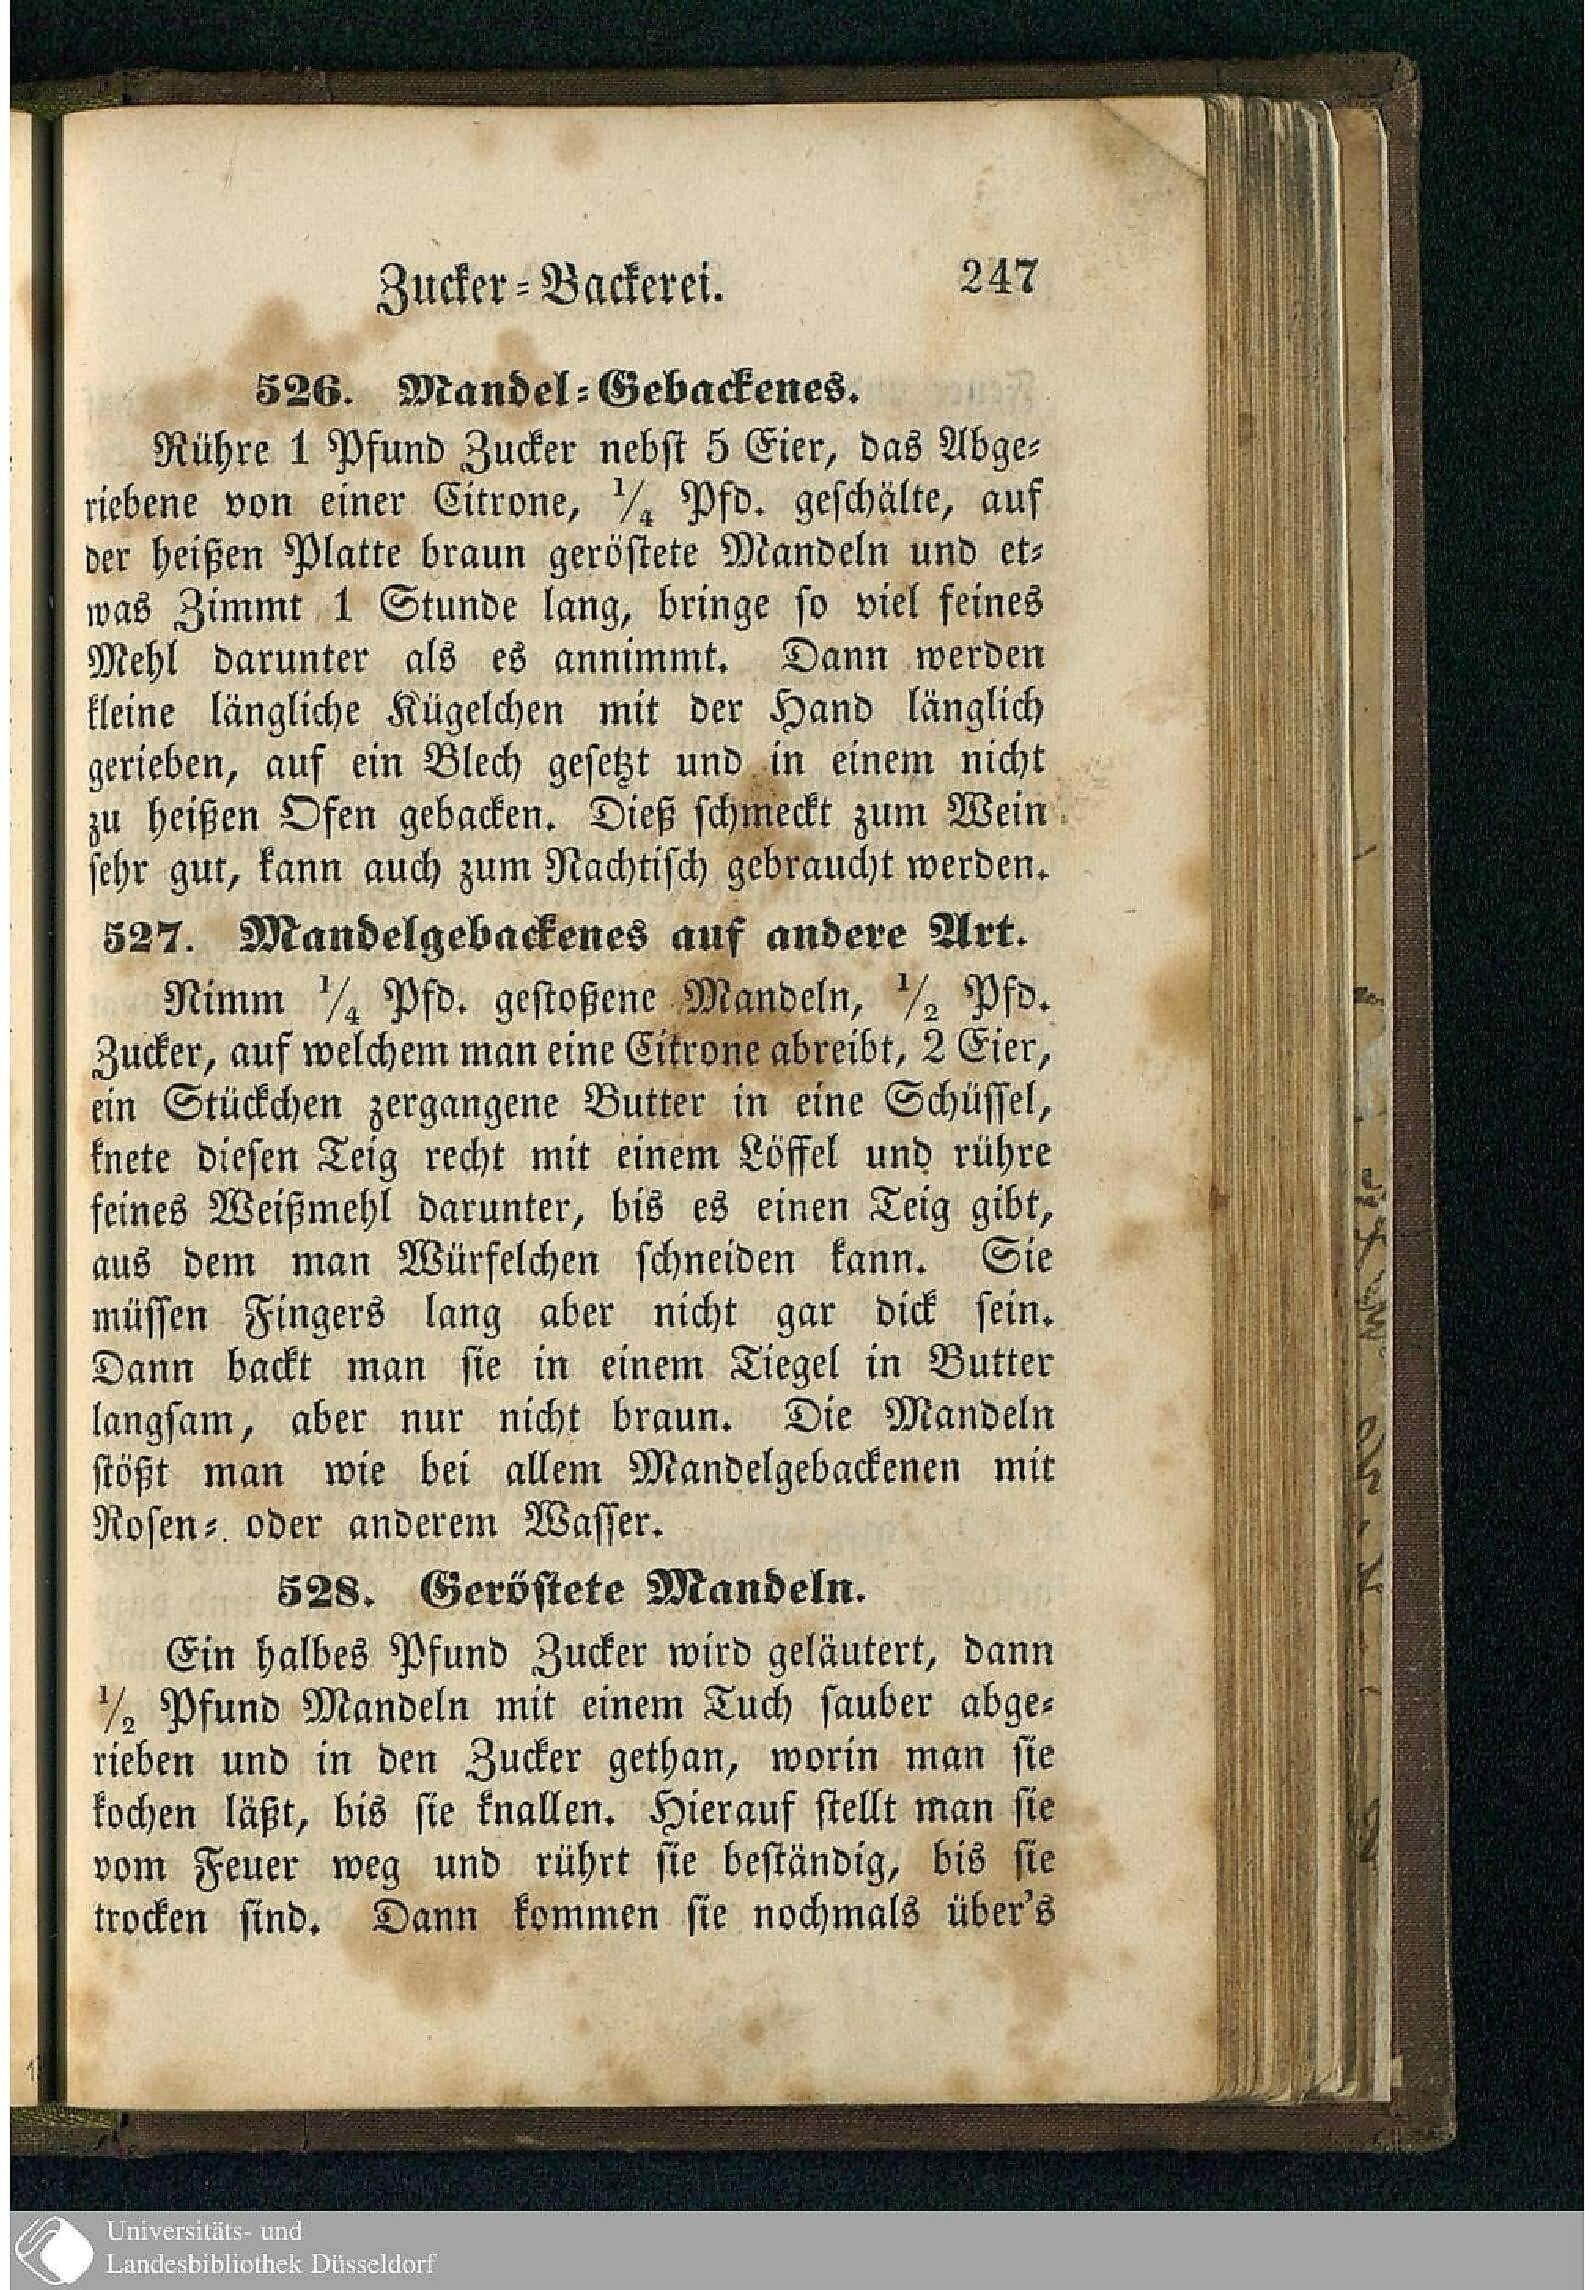 Zucker-Backerei. 247
526. Mandel-Gebackenes.
Rühre 1 Pfund Zucker nebst 5 Eier, das Abge-
riebene von einer Citrone, 1/4 Pfd. geschälte, auf
der heißen Platte braun geröstete Mandeln und et-
was Zimmt 1 Stunde lang, bringe so viel feines
Mehl darunter als es annimmt. Dann werden
kleine längliche Kügelchen mit der Hand länglich
gerieben, auf ein Blech gesetzt und in einem nicht
zu heißen Ofen gebacken. Dieß schmeckt zum Wein
sehr gut, kann auch zum Nachtisch gebraucht werden.
527. Mandelgebackenes auf andere Art.
Nimm 1/4 Pfd. gestoßene Mandeln, 1/2 Pfd.
Zucker, auf welchem man eine Citrone abreibt, 2 Eier,
ein Stückchen zergangene Butter in eine Schüssel,
knete diesen Teig recht mit einem Löffel und rühre
feines Weißmehl darunter, bis es einen Teig gibt,
aus dem man Würfelchen schneiden kann. Sie
müssen Fingers lang aber nicht gar dick sein.
Dann backt man sie in einem Tiegel in Butter
langsam, aber nur nicht braun. Die Mandeln
stößt man wie bei allem Mandelgebackenen mit
Rosen- oder anderem Wasser.
528. Geröstete Mandeln.
Ein halbes Pfund Zucker wird geläutert, dann
1/2 Pfund Mandeln mit einem Tuch sauber abge-
rieben und in den Zucker gethan, worin man sie
kochen läßt, bis sie knallen. Hierauf stellt man sie
vom Feuer weg und rührt sie beständig, bis sie
trocken sind. Dann kommen sie nochmals über's
Universitäts- und
Landesbibliothek Düsseldorf